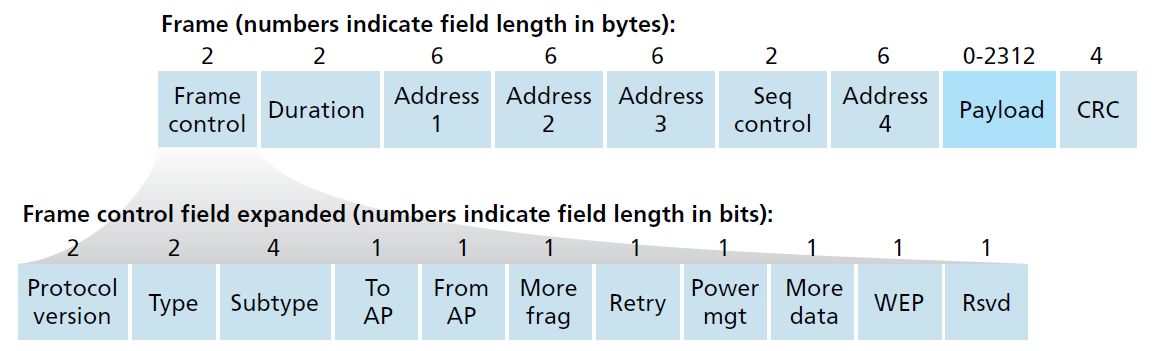 Frame (numbers indicate field length in bytes):
2 2 6 6 6 2 6 0-2312 4
Frame control Duration Address 1 Address 2 Address 3 Seq control Address 4 Payload CRC
Frame control field expanded (numbers indicate field length in bits):
2 2 4 1 1 1 1 1 1 1 1
Protocol version Type Subtype To AP From AP More frag Retry Power mgt More data WEP Rsvd